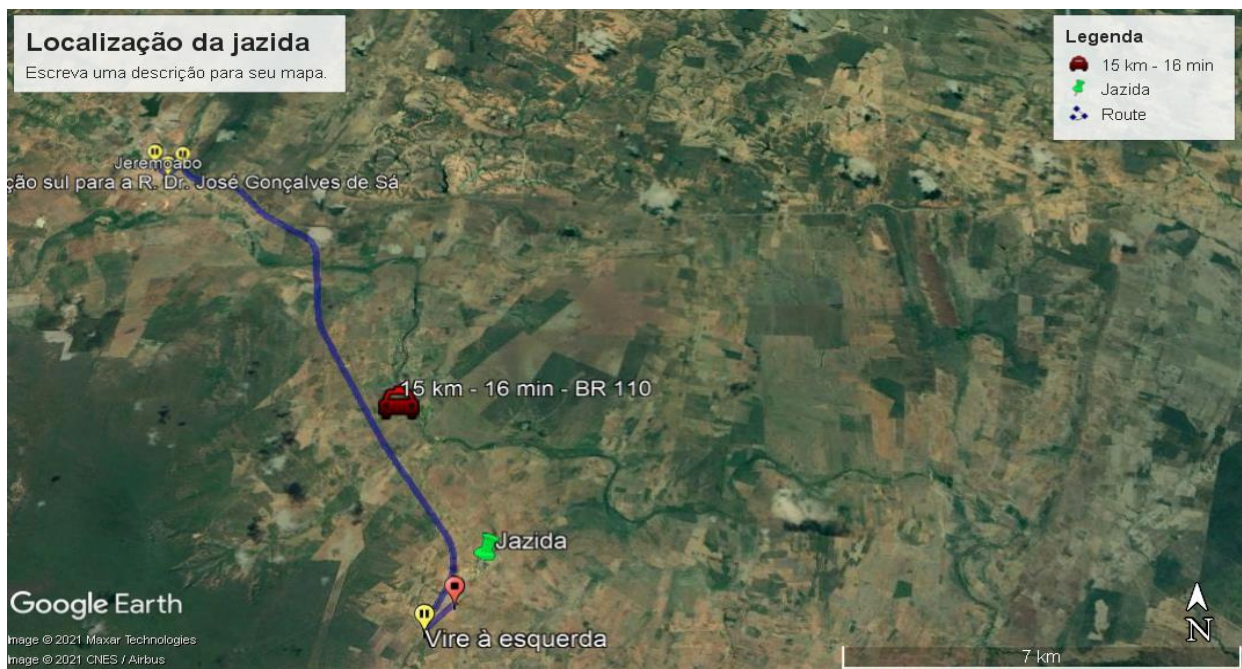 Localização da jazida
Escreva uma descrição para seu mapa.
Legenda
15 km - 16 min
Jazida
Route
Jeremoabo
ção sul para a R. Dr. José Gonçalves de Sá
15 km - 16 min - BR 110
Jazida
Vire à esquerda
Google Earth
Image © 2021 Maxar Technologies
Image © 2021 CNES / Airbus
N
7 km